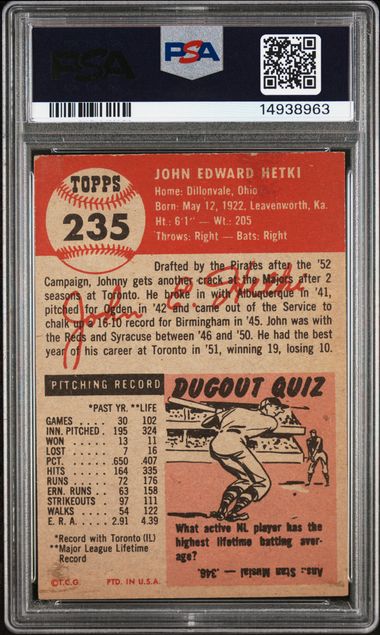 PSA
PSA
14938963
TOPPS
235
JOHN EDWARD HETKI
Home: Dillonvale, Ohio
Born: May 12, 1922, Leavenworth, Ka.
Ht.: 6'1" — Wt.: 205
Throws: Right — Bats: Right
Drafted by the Pirates after the '52
Campaign, Johnny gets another crack at the Majors after 2
seasons at Toronto. He broke in with Albuquerque in '41,
pitched for Ogden in '42 and came out of the Service to
chalk up a 16-10 record for Birmingham in '45. John was with
the Reds and Syracuse between '46 and '50. He had the best
year of his career at Toronto in '51, winning 19, losing 10.
John E. Hetki
PITCHING RECORD
*PAST YR. **LIFE
GAMES 30 102
INN. PITCHED 195 324
WON 13 11
LOST 7 16
PCT. .650 .407
HITS 164 335
RUNS 72 176
ERN. RUNS 63 158
STRIKEOUTS 97 111
WALKS 54 122
E. R. A. 2.91 4.39
*Record with Toronto (IL)
**Major League Lifetime
Record
©T.C.G. PTD. IN U.S.A.
DUGOUT QUIZ
What active NL player has the
highest lifetime batting aver-
age?
Ans.: Stan Musial — .346.